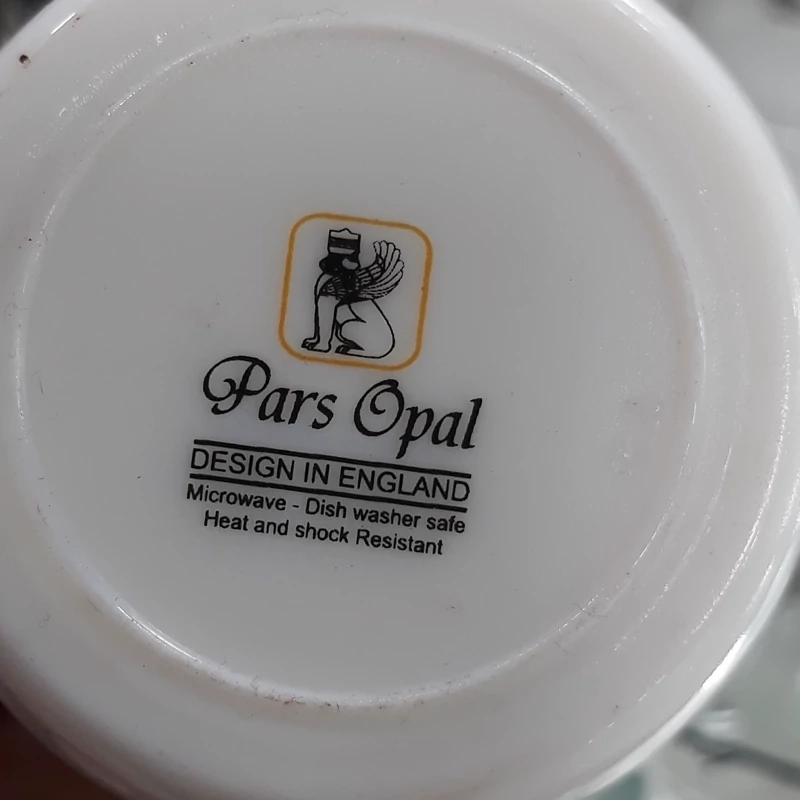 Pars Opal
DESIGN IN ENGLAND
Microwave - Dish washer safe
Heat and shock Resistant